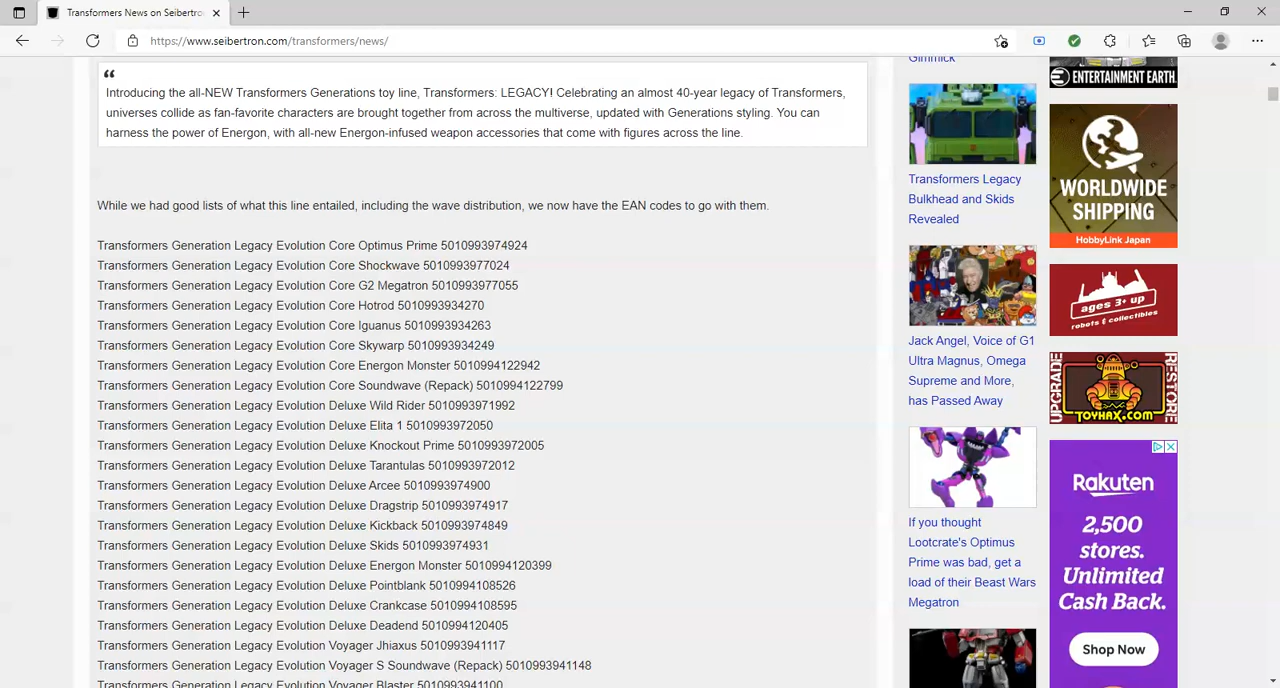 Transformers News on Seibertro
https://www.seibertron.com/transformers/news/
“
Introducing the all-NEW Transformers Generations toy line, Transformers: LEGACY! Celebrating an almost 40-year legacy of Transformers,
universes collide as fan-favorite characters are brought together from across the multiverse, updated with Generations styling. You can
harness the power of Energon, with all-new Energon-infused weapon accessories that come with figures across the line.
While we had good lists of what this line entailed, including the wave distribution, we now have the EAN codes to go with them.
Transformers Generation Legacy Evolution Core Optimus Prime 5010993974924
Transformers Generation Legacy Evolution Core Shockwave 5010993977024
Transformers Generation Legacy Evolution Core G2 Megatron 5010993977055
Transformers Generation Legacy Evolution Core Hotrod 5010993934270
Transformers Generation Legacy Evolution Core Iguanus 5010993934263
Transformers Generation Legacy Evolution Core Skywarp 5010993934249
Transformers Generation Legacy Evolution Core Energon Monster 5010994122942
Transformers Generation Legacy Evolution Core Soundwave (Repack) 5010994122799
Transformers Generation Legacy Evolution Deluxe Wild Rider 5010993971992
Transformers Generation Legacy Evolution Deluxe Elita 1 5010993972050
Transformers Generation Legacy Evolution Deluxe Knockout Prime 5010993972005
Transformers Generation Legacy Evolution Deluxe Tarantulas 5010993972012
Transformers Generation Legacy Evolution Deluxe Arcee 5010993974900
Transformers Generation Legacy Evolution Deluxe Dragstrip 5010993974917
Transformers Generation Legacy Evolution Deluxe Kickback 5010993974849
Transformers Generation Legacy Evolution Deluxe Skids 5010993974931
Transformers Generation Legacy Evolution Deluxe Energon Monster 5010994120399
Transformers Generation Legacy Evolution Deluxe Pointblank 5010994108526
Transformers Generation Legacy Evolution Deluxe Crankcase 5010994108595
Transformers Generation Legacy Evolution Deluxe Deadend 5010994120405
Transformers Generation Legacy Evolution Voyager Jhiaxus 5010993941117
Transformers Generation Legacy Evolution Voyager S Soundwave (Repack) 5010993941148
Transformers Generation Legacy Evolution Voyager Blaster 5010993941100
Gimmick
Transformers Legacy
Bulkhead and Skids
Revealed
Jack Angel, Voice of G1
Ultra Magnus, Omega
Supreme and More,
has Passed Away
If you thought
Lootcrate's Optimus
Prime was bad, get a
load of their Beast Wars
Megatron
ENTERTAINMENT EARTH
WORLDWIDE
SHIPPING
HobbyLink Japan
ages 3+ up
robots & collectibles
UPGRADE
RESTORE
TOYHAX.COM
Rakuten
2,500
stores.
Unlimited
Cash Back.
Shop Now